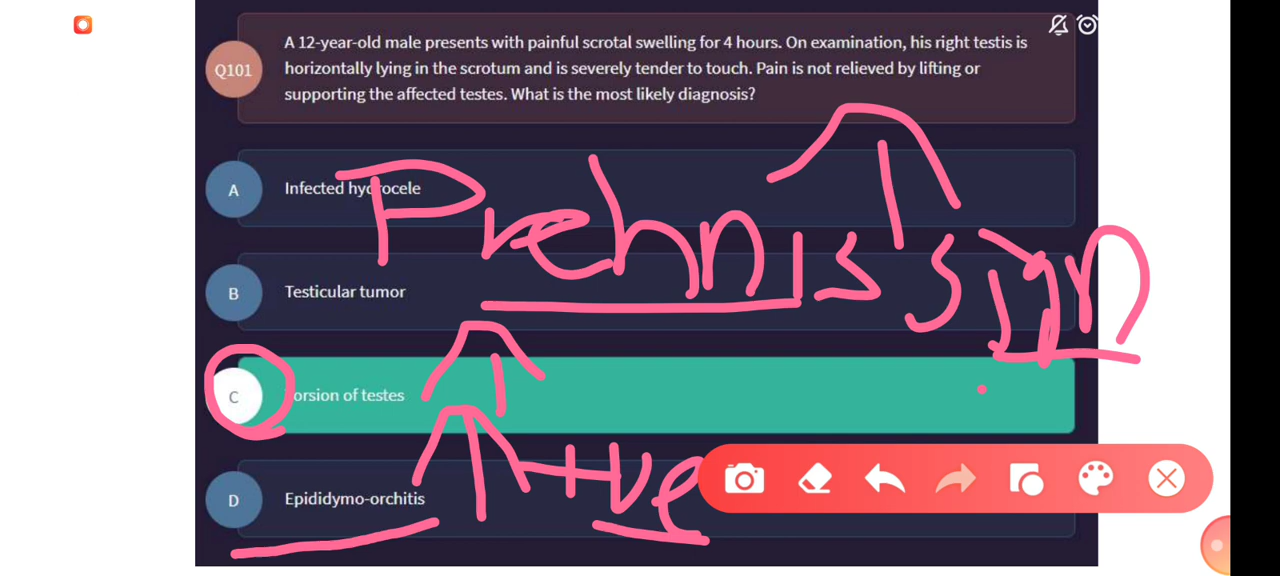 Q101
A 12-year-old male presents with painful scrotal swelling for 4 hours. On examination, his right testis is
horizontally lying in the scrotum and is severely tender to touch. Pain is not relieved by lifting or
supporting the affected testes. What is the most likely diagnosis?
A Infected hydrocele
Prehn's sign
B Testicular tumor
C Torsion of testes
+ve
D Epididymo-orchitis